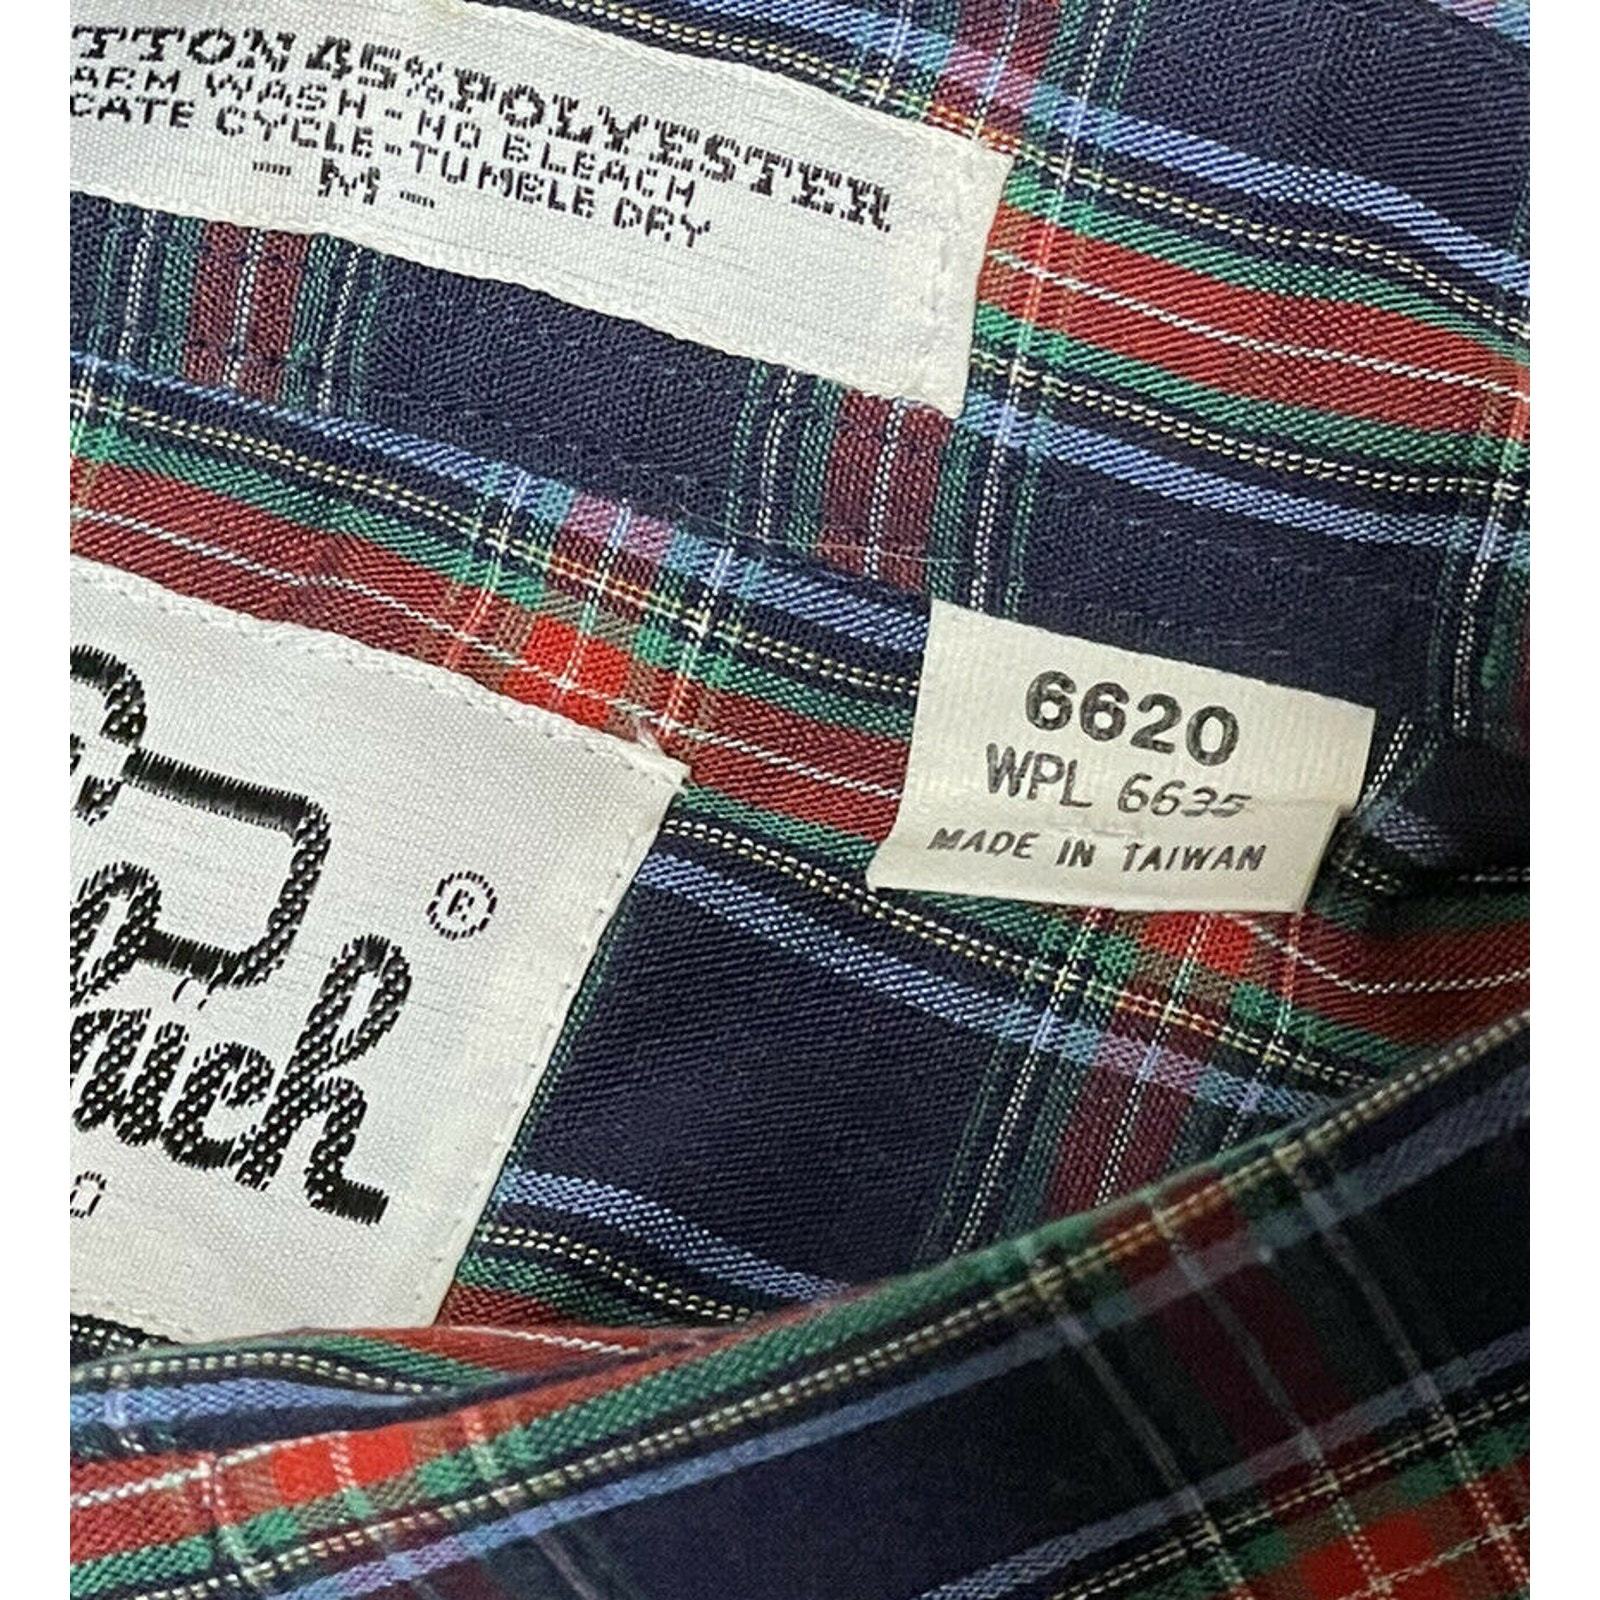 TTON 45% POLYESTER
ARM WASH - NO BLEACH
CATE CYCLE - TUMBLE DRY
- M -
6620
WPL 6635
MADE IN TAIWAN
®